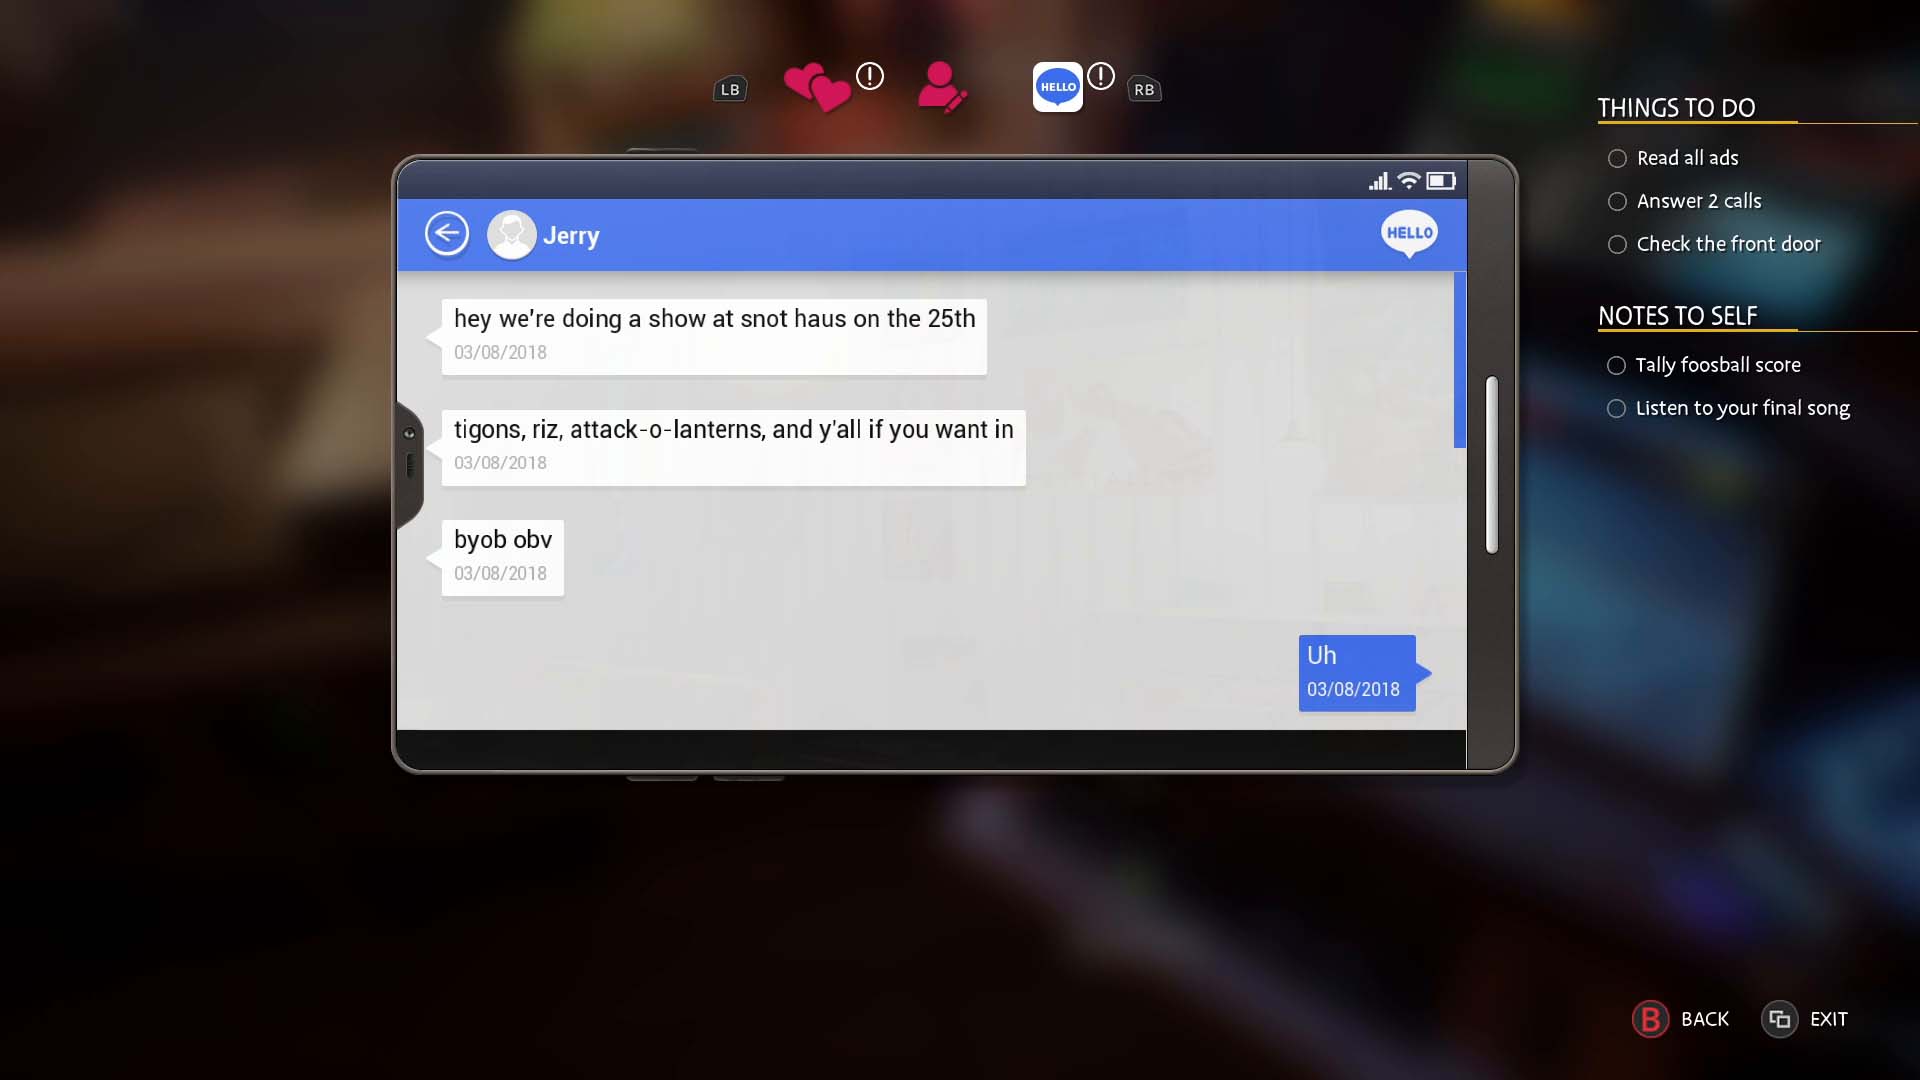 LB
!
HELLO
!
RB
THINGS TO DO
Read all ads
Answer 2 calls
Check the front door
NOTES TO SELF
Tally foosball score
Listen to your final song
Jerry
HELLO
hey we're doing a show at snot haus on the 25th
03/08/2018
tigons, riz, attack-o-lanterns, and y'all if you want in
03/08/2018
byob obv
03/08/2018
Uh
03/08/2018
B BACK
EXIT